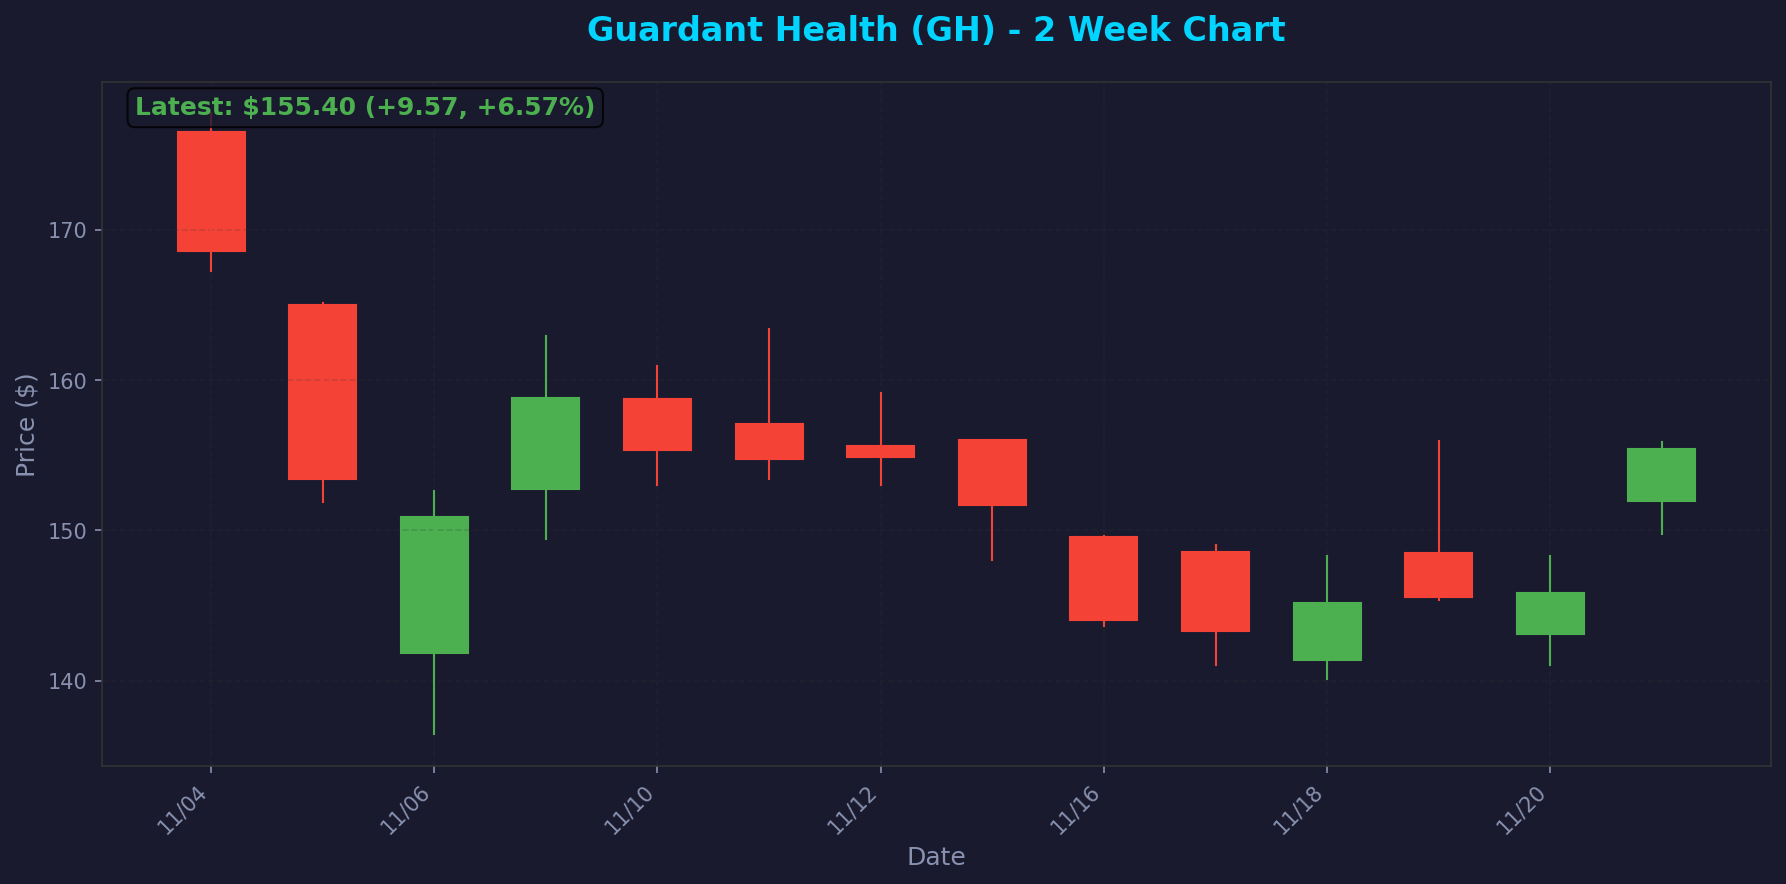 Guardant Health (GH) - 2 Week Chart
Latest: $155.40 (+9.57, +6.57%)
170
160
150
140
Price ($)
11/04
11/06
11/10
11/12
11/16
11/18
11/20
Date